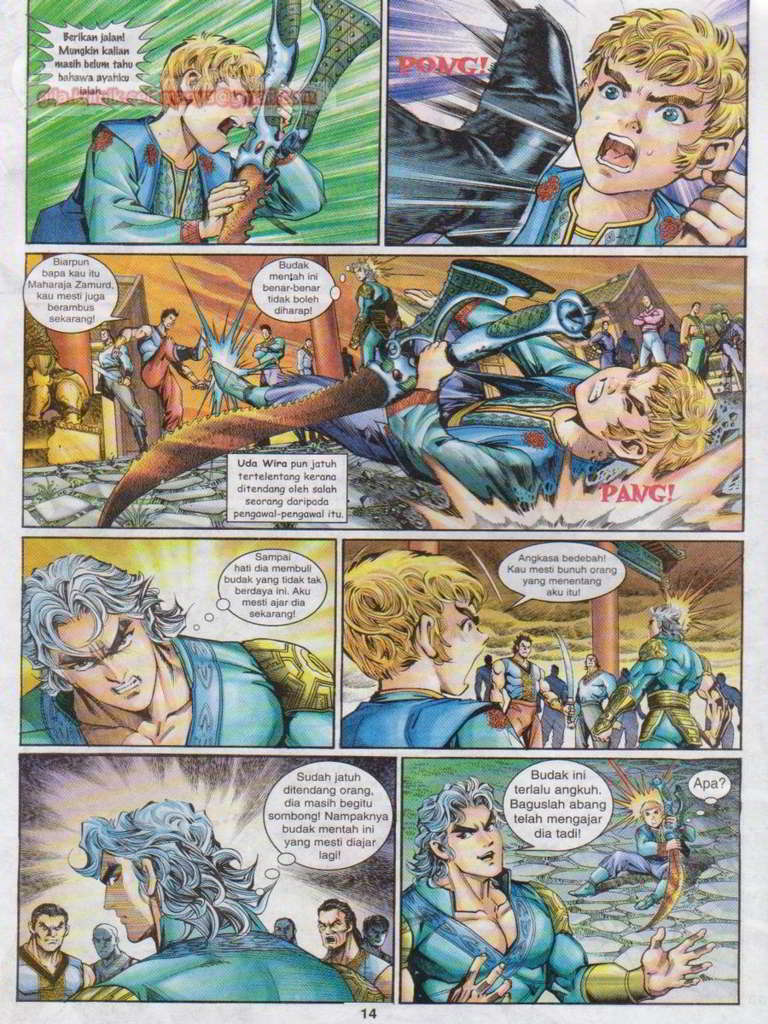 Berikan jalan!
Mungkin kalian
masih belum tahu
bahawa ayahku
ialah..
PONG!
Biarpun
bapa kau itu
Maharaja Zamurd,
kau mesti juga
berambus
sekarang!
Budak
mentah ini
benar-benar
tidak boleh
diharap!
Uda Wira pun jatuh
tertelentang kerana
ditendang oleh salah
seorang daripada
pengawal-pengawal itu.
PANG!
Sampai
hati dia membuli
budak yang tidak tak
berdaya ini. Aku
mesti ajar dia
sekarang!
Angkasa bedebah!
Kau mesti bunuh orang
yang menentang
aku itu!
Sudah jatuh
ditendang orang,
dia masih begitu
sombong! Nampaknya
budak mentah ini
yang mesti diajar
lagi!
Budak ini
terlalu angkuh.
Baguslah abang
telah mengajar
dia tadi!
Apa?
14